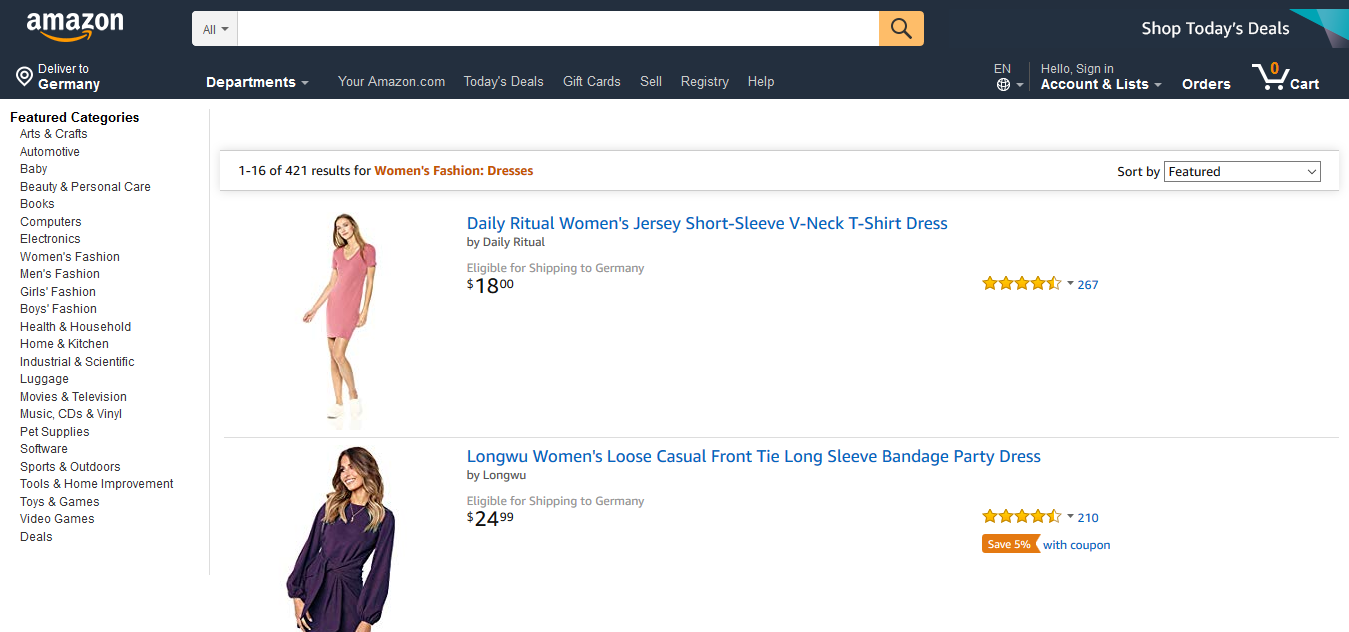 amazon
All
Shop Today's Deals
Deliver to
Germany
Departments
Your Amazon.com
Today's Deals
Gift Cards
Sell
Registry
Help
EN
Hello, Sign in
Account & Lists
Orders
0
Cart
Featured Categories
Arts & Crafts
Automotive
Baby
Beauty & Personal Care
Books
Computers
Electronics
Women's Fashion
Men's Fashion
Girls' Fashion
Boys' Fashion
Health & Household
Home & Kitchen
Industrial & Scientific
Luggage
Movies & Television
Music, CDs & Vinyl
Pet Supplies
Software
Sports & Outdoors
Tools & Home Improvement
Toys & Games
Video Games
Deals
1-16 of 421 results for Women's Fashion: Dresses
Sort by Featured
Daily Ritual Women's Jersey Short-Sleeve V-Neck T-Shirt Dress
by Daily Ritual
Eligible for Shipping to Germany
$1800
267
Longwu Women's Loose Casual Front Tie Long Sleeve Bandage Party Dress
by Longwu
Eligible for Shipping to Germany
$2499
210
Save 5% with coupon